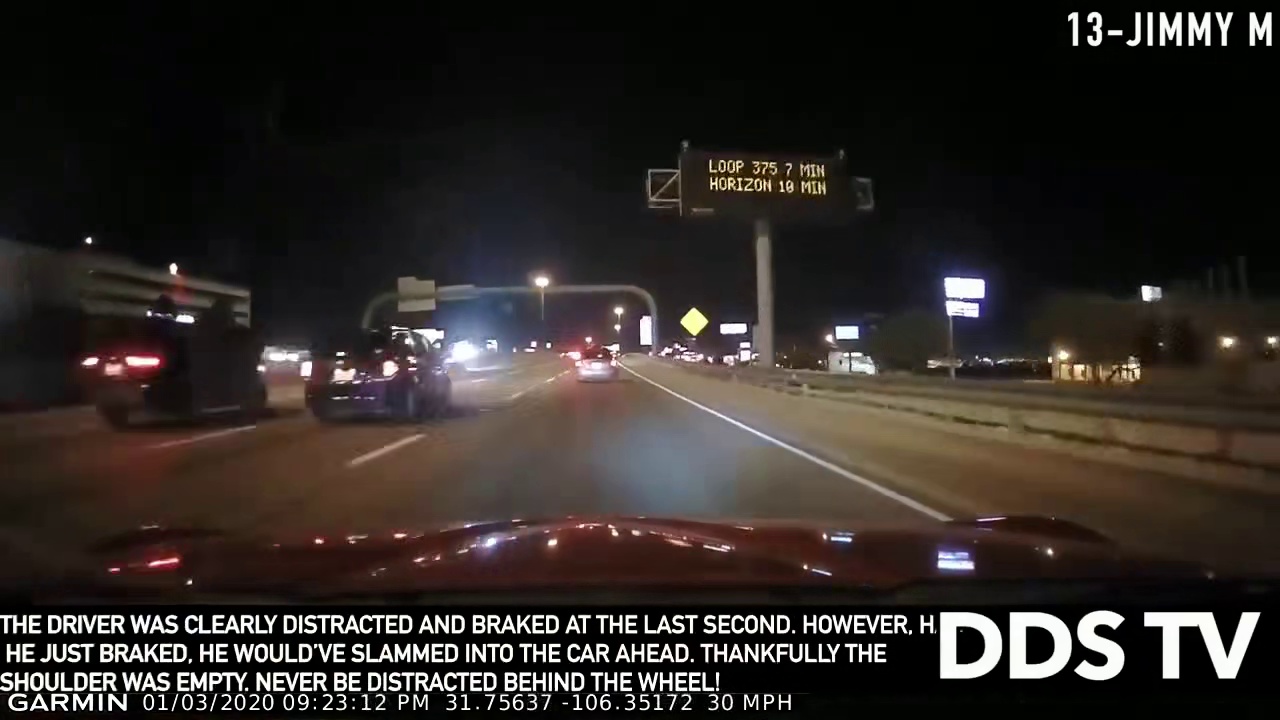 13-JIMMY M
LOOP 375 7 MIN
HORIZON 10 MIN
THE DRIVER WAS CLEARLY DISTRACTED AND BRAKED AT THE LAST SECOND. HOWEVER,
HE JUST BRAKED, HE WOULD'VE SLAMMED INTO THE CAR AHEAD. THANKFULLY THE
SHOULDER WAS EMPTY. NEVER BE DISTRACTED BEHIND THE WHEEL!
DDS TV
GARMIN 01/03/2020 09:23:12 PM 31.75637 -106.35172 30 MPH